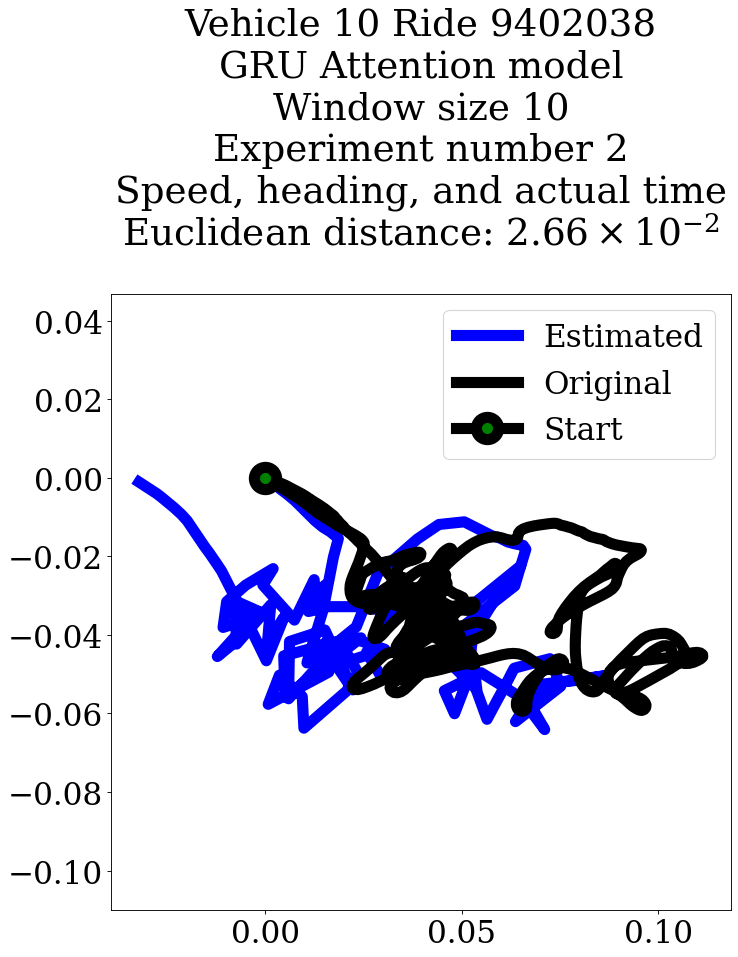 Vehicle 10 Ride 9402038
GRU Attention model
Window size 10
Experiment number 2
Speed, heading, and actual time
Euclidean distance: 2.66 × 10⁻²
Estimated
Original
Start
0.04
0.02
0.00
−0.02
−0.04
−0.06
−0.08
−0.10
0.00 0.05 0.10